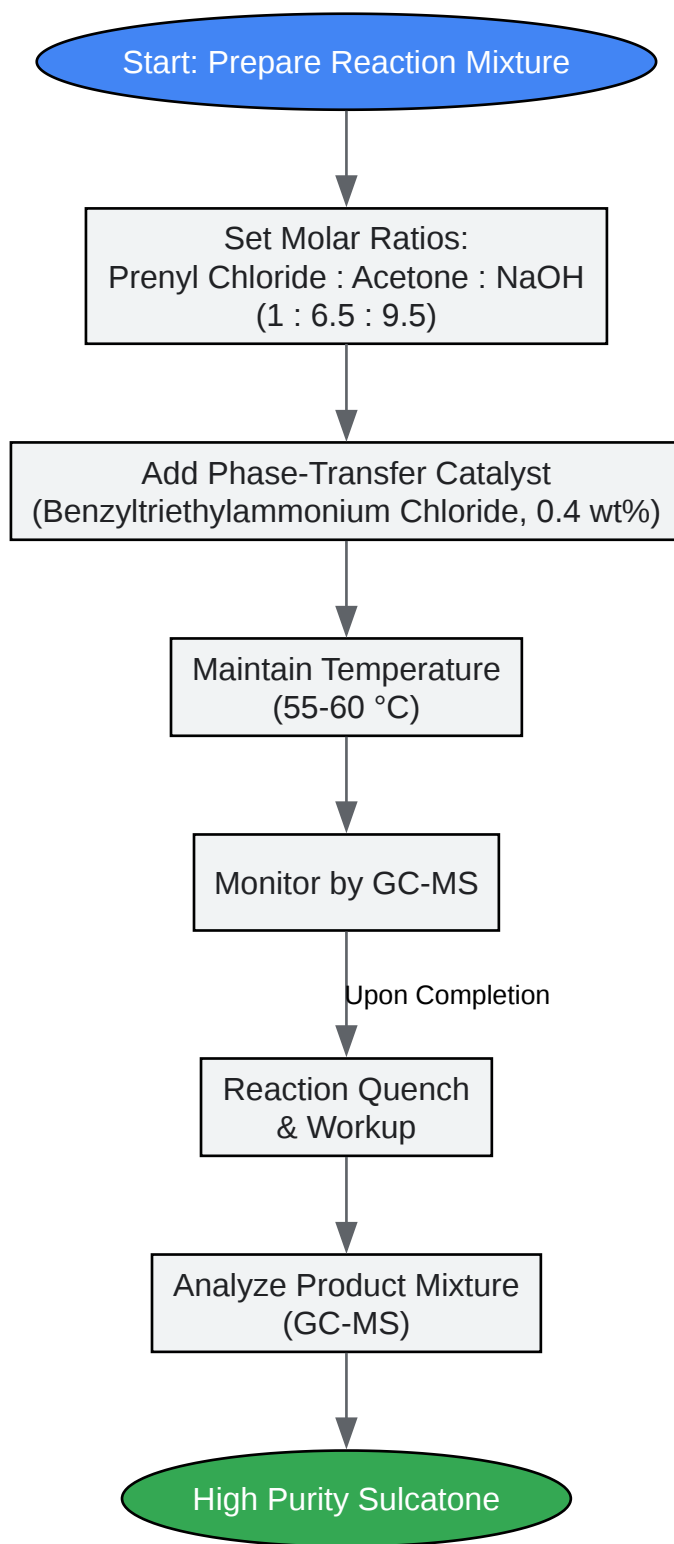 Start: Prepare Reaction Mixture
Set Molar Ratios:
Prenyl Chloride : Acetone : NaOH
(1 : 6.5 : 9.5)
Add Phase-Transfer Catalyst
(Benzyltriethylammonium Chloride, 0.4 wt%)
Maintain Temperature
(55-60 °C)
Monitor by GC-MS
Upon Completion
Reaction Quench
& Workup
Analyze Product Mixture
(GC-MS)
High Purity Sulcatone